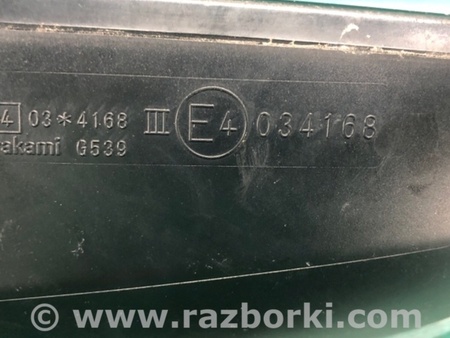 4 03*4168 III E4 034168
akami G539
© www.razborki.com